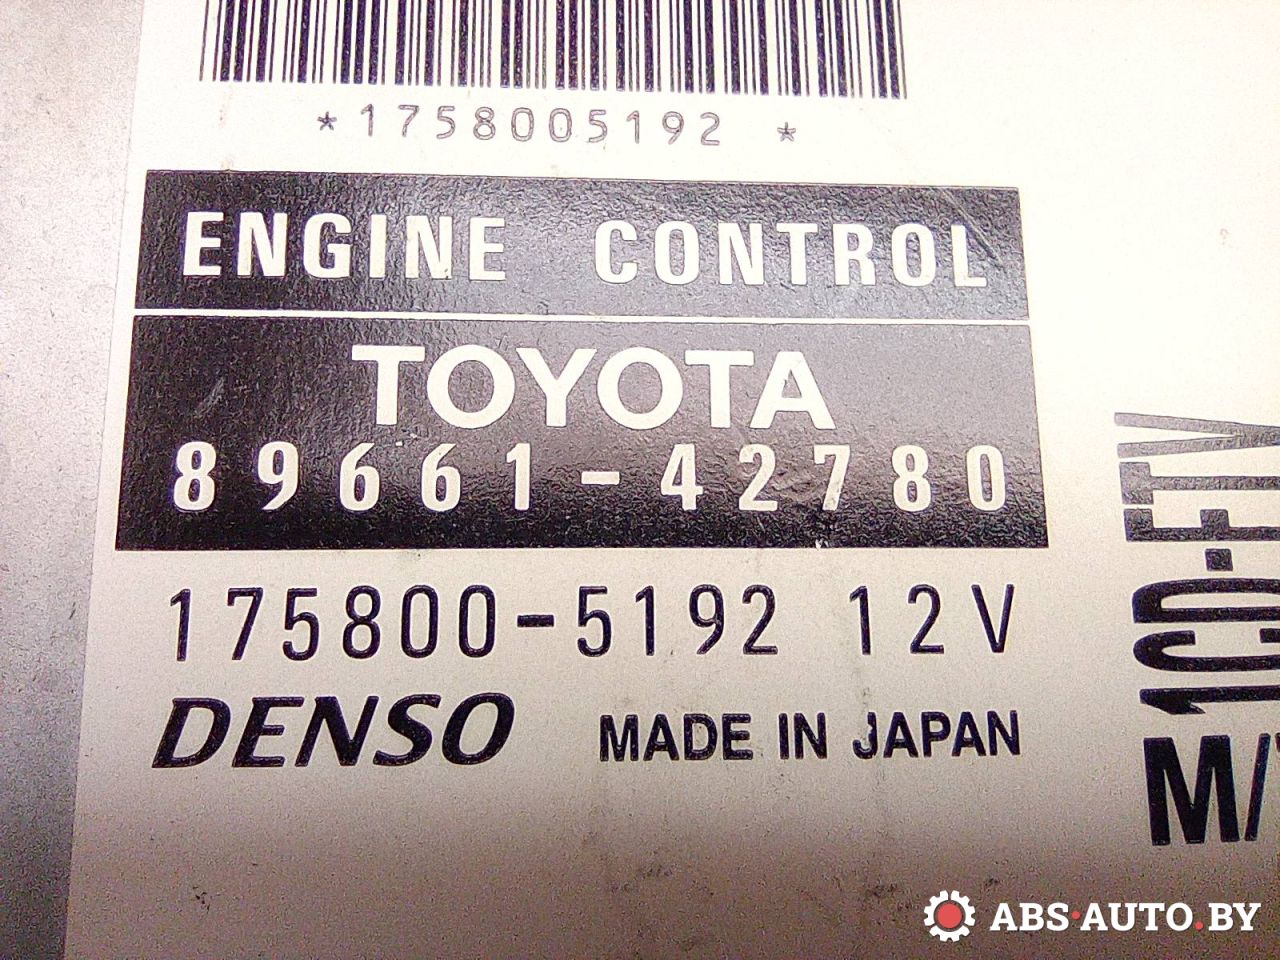 *1758005192 *
ENGINE CONTROL
TOYOTA
89661-42780
175800-5192 12V
DENSO MADE IN JAPAN
1CD-FTV
M/
ABS·AUTO.BY